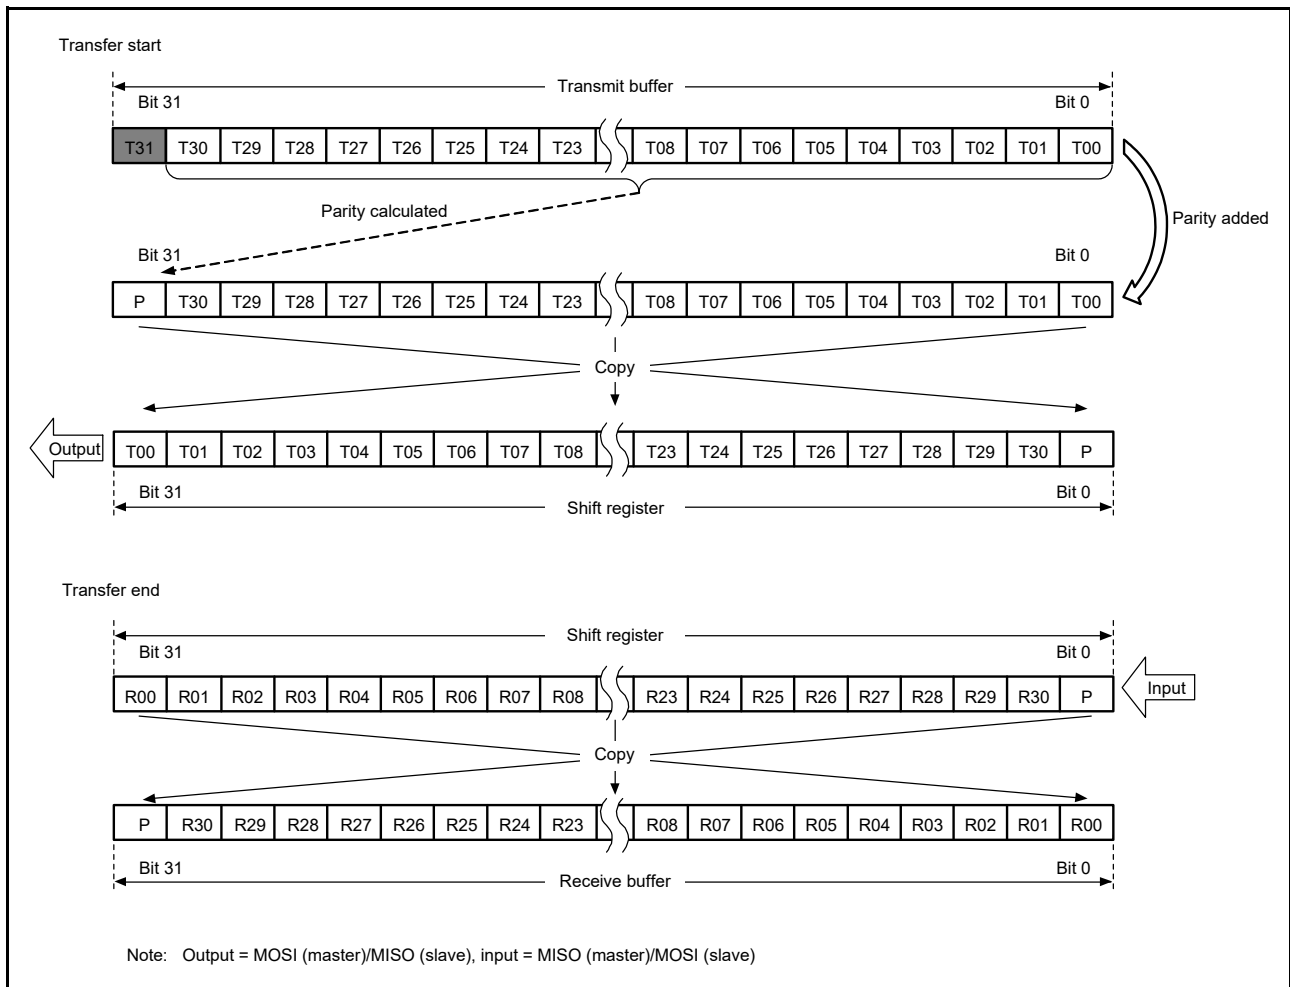 Transfer start
Transmit buffer
Bit 31 Bit 0
T31 T30 T29 T28 T27 T26 T25 T24 T23 T08 T07 T06 T05 T04 T03 T02 T01 T00
Parity calculated
Parity added
Bit 31 Bit 0
P T30 T29 T28 T27 T26 T25 T24 T23 T08 T07 T06 T05 T04 T03 T02 T01 T00
Copy
Output T00 T01 T02 T03 T04 T05 T06 T07 T08 T23 T24 T25 T26 T27 T28 T29 T30 P
Bit 31 Bit 0
Shift register
Transfer end
Shift register
Bit 31 Bit 0
R00 R01 R02 R03 R04 R05 R06 R07 R08 R23 R24 R25 R26 R27 R28 R29 R30 P Input
Copy
P R30 R29 R28 R27 R26 R25 R24 R23 R08 R07 R06 R05 R04 R03 R02 R01 R00
Bit 31 Bit 0
Receive buffer
Note: Output = MOSI (master)/MISO (slave), input = MISO (master)/MOSI (slave)